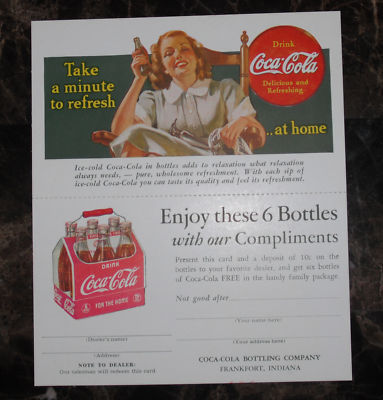 Take
a minute
to refresh
Drink
Coca-Cola
Delicious and
Refreshing
...at home
Ice-cold Coca-Cola in bottles adds to relaxation what relaxation
always needs, — pure, wholesome refreshment. With each sip of
ice-cold Coca-Cola you can taste its quality and feel its refreshment.
DRINK
Coca-Cola
FOR THE HOME
Enjoy these 6 Bottles
with our Compliments
Present this card and a deposit of 10c on the
bottles to your favorite dealer, and get six bottles
of Coca-Cola FREE in the handy family package.
Not good after
(Your name here)
(Dealer's name)
(Your address here)
(Address)
NOTE TO DEALER:
Our salesman will redeem this card
COCA-COLA BOTTLING COMPANY
FRANKFORT, INDIANA